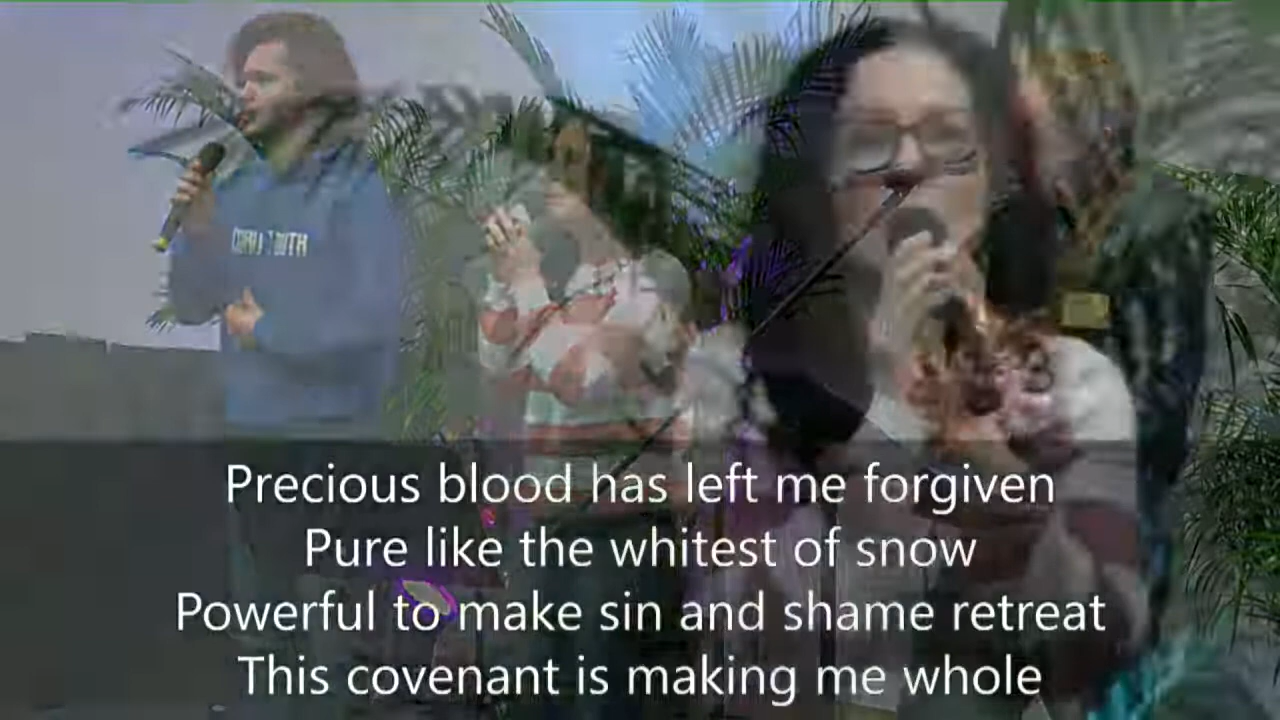 Precious blood has left me forgiven
Pure like the whitest of snow
Powerful to make sin and shame retreat
This covenant is making me whole